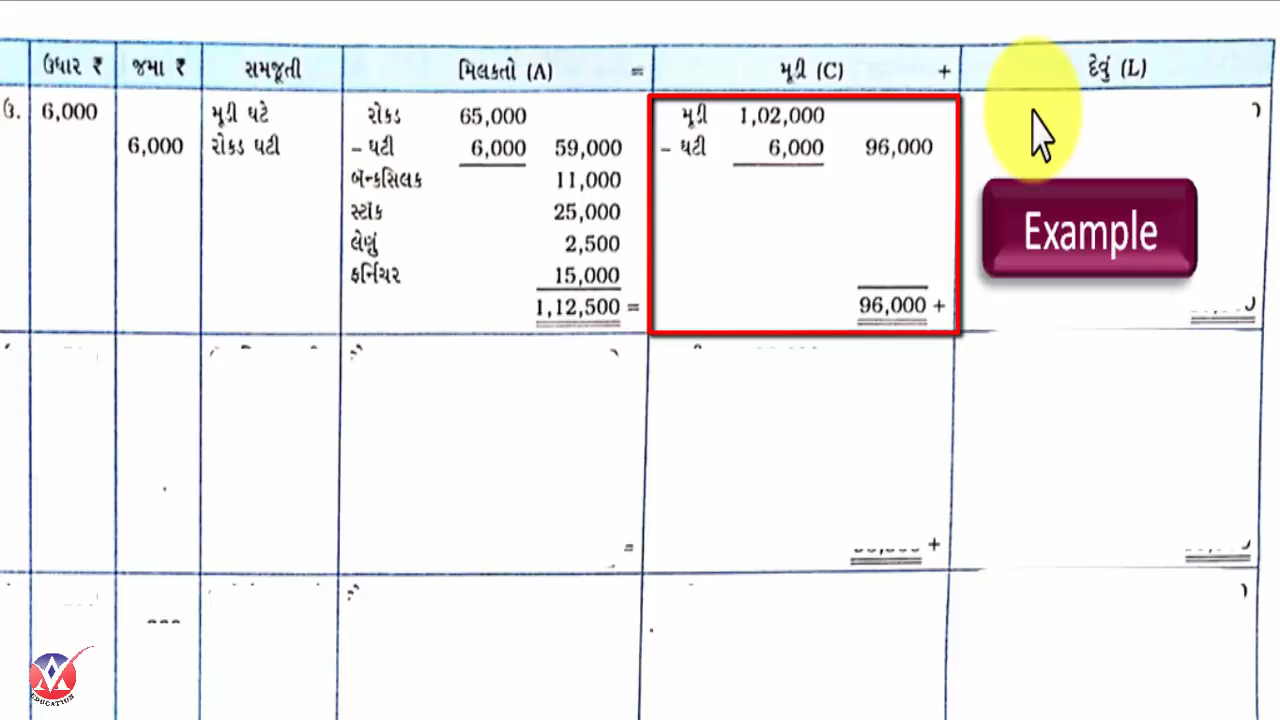 ઉધાર ₹ જમા ₹ સમજૂતી મિલકતો (A) = મૂડી (C) + દેવું (L)
ઉ. 6,000 મૂડી ઘટે રોકડ 65,000 મૂડી 1,02,000
6,000 રોકડ ઘટી – ઘટી 6,000 59,000 – ઘટી 6,000 96,000
બૅન્કસિલક 11,000
સ્ટૉક 25,000
Example
લેણું 2,500
ફર્નિચર 15,000
1,12,500 = 96,000 +
= +
EDUCATION